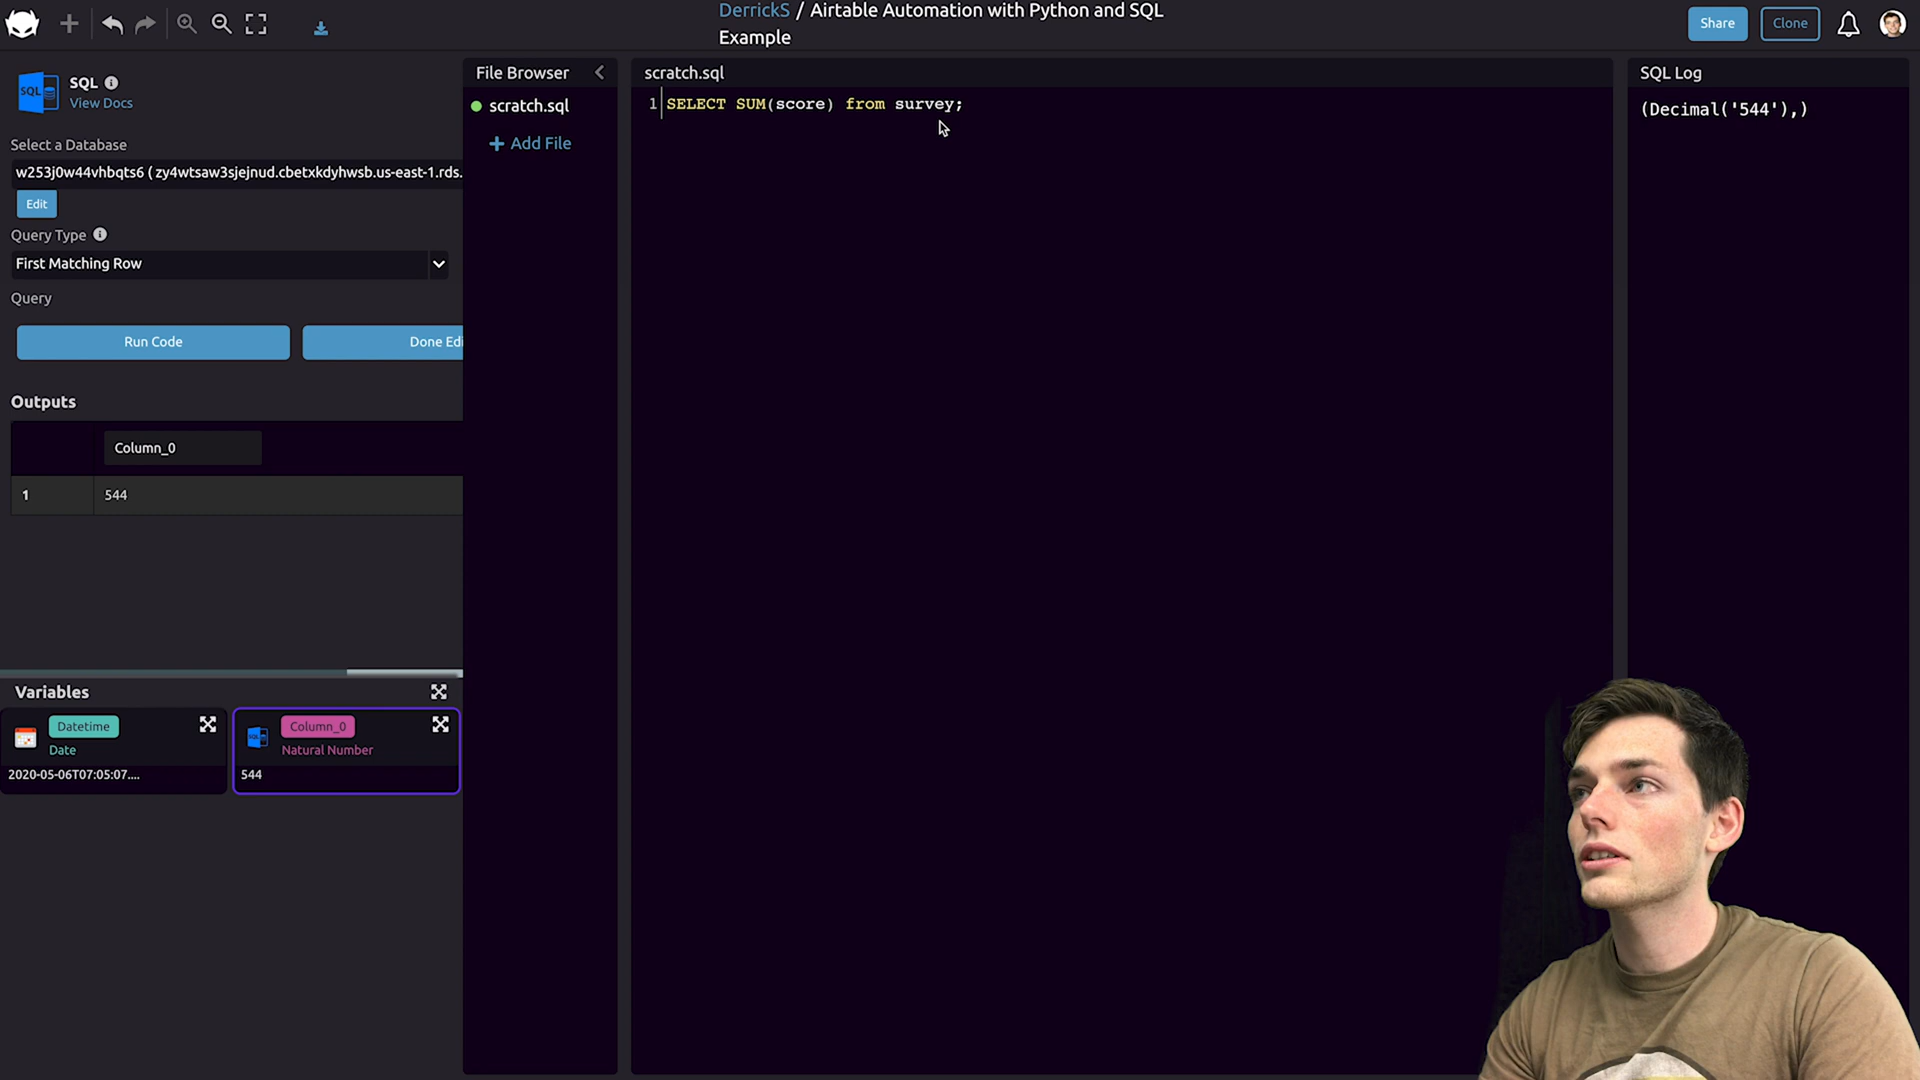 DerrickS / Airtable Automation with Python and SQL
Example
Share
Clone
SQL
SQL
View Docs
Select a Database
w253j0w44vhbqts6 ( zy4wtsaw3sjejnud.cbetxkdyhwsb.us-east-1.rds.
Edit
Query Type
First Matching Row
Query
Run Code
Done Edi
Outputs
Column_0
1
544
Variables
Datetime
Date
2020-05-06T07:05:07....
Column_0
Natural Number
544
File Browser
scratch.sql
+ Add File
scratch.sql
1 SELECT SUM(score) from survey;
SQL Log
(Decimal('544'),)